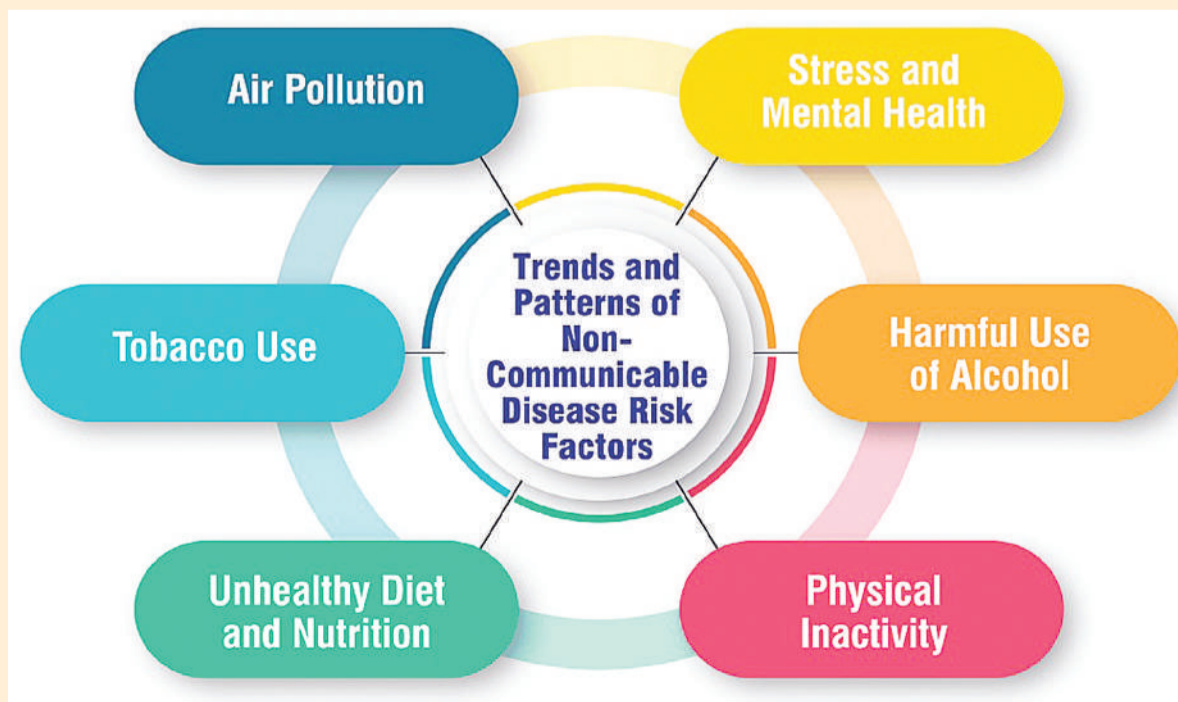 Air Pollution
Stress and
Mental Health
Trends and
Patterns of
Non-
Communicable
Disease Risk
Factors
Tobacco Use
Harmful Use
of Alcohol
Unhealthy Diet
and Nutrition
Physical
Inactivity